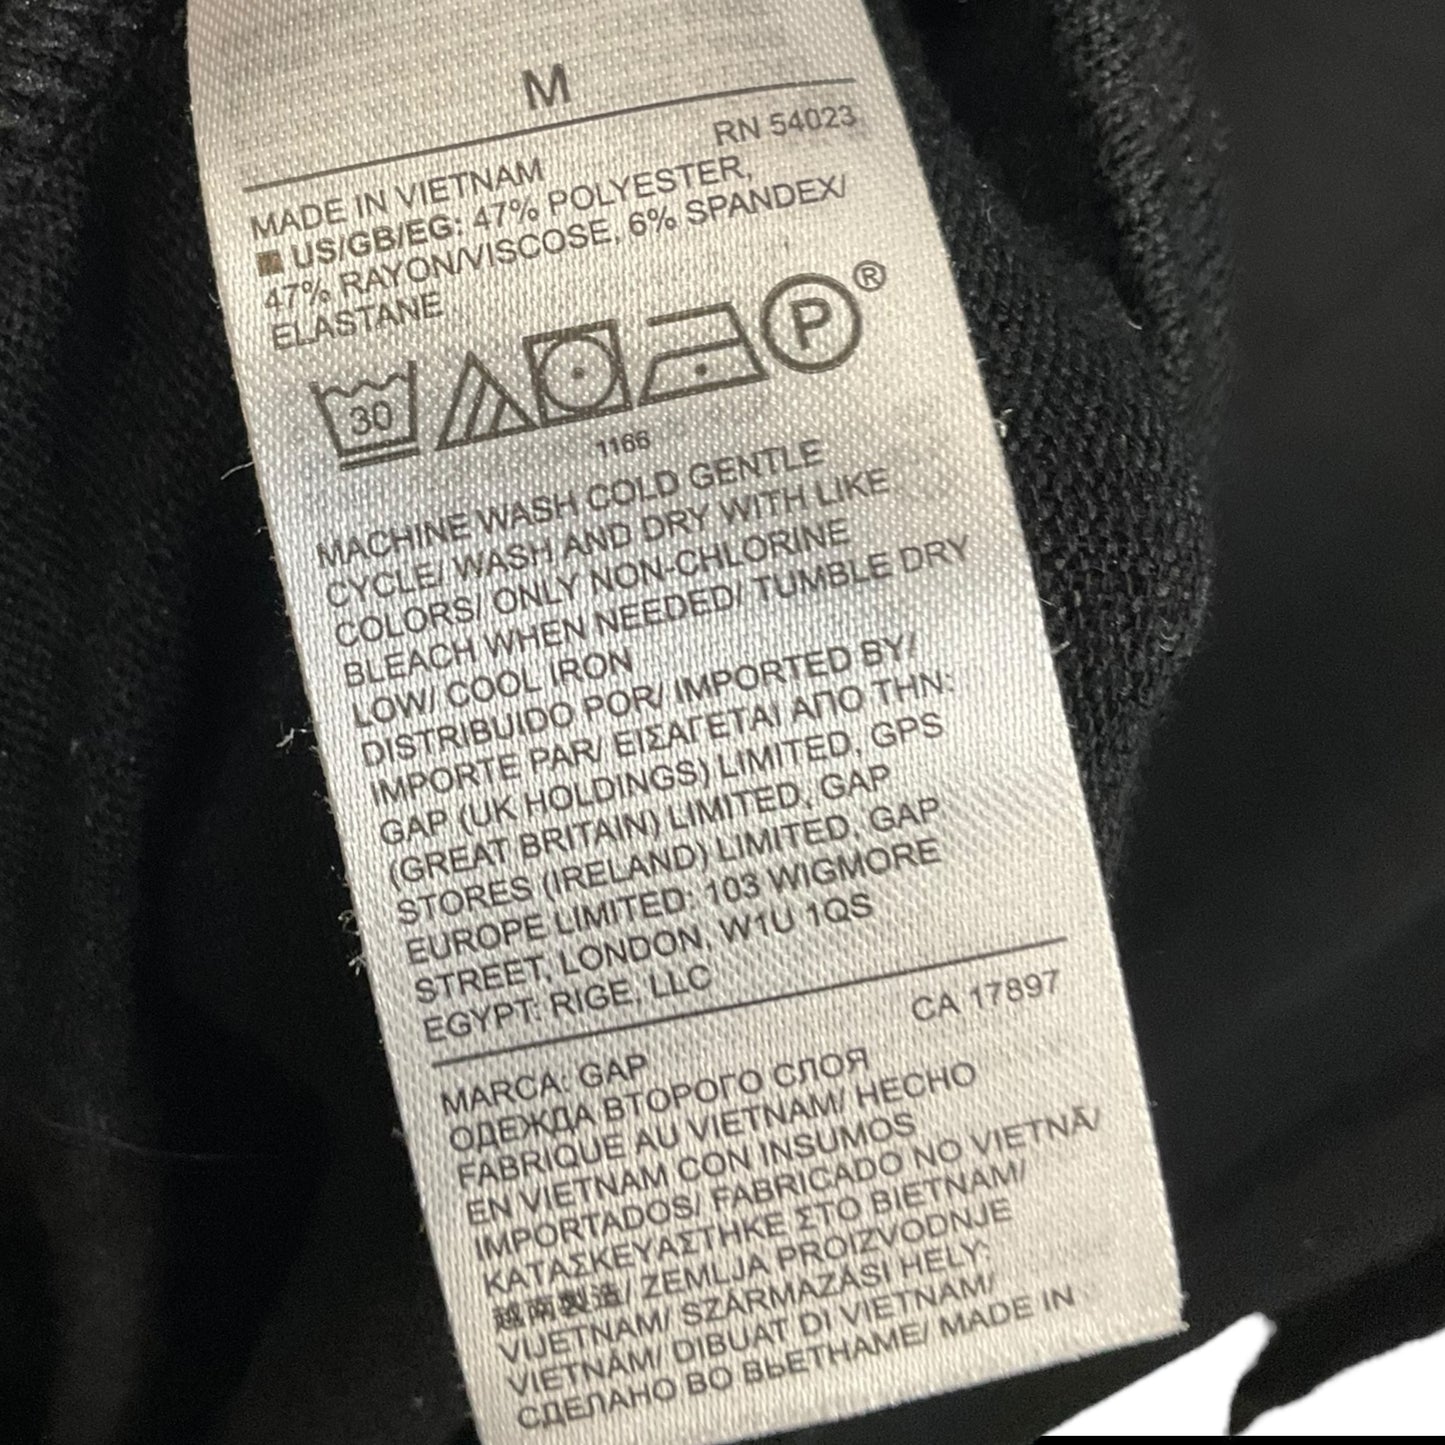 M
RN 54023
MADE IN VIETNAM
US/GB/EG: 47% POLYESTER,
47% RAYON/VISCOSE, 6% SPANDEX/
ELASTANE
30
P ®
1166
MACHINE WASH COLD GENTLE
CYCLE/ WASH AND DRY WITH LIKE
COLORS/ ONLY NON-CHLORINE
BLEACH WHEN NEEDED/ TUMBLE DRY
LOW/ COOL IRON
DISTRIBUIDO POR/ IMPORTED BY/
IMPORTE PAR/ ΕΙΣΑΓΕΤΑΙ ΑΠΟ ΤΗΝ:
GAP (UK HOLDINGS) LIMITED, GPS
(GREAT BRITAIN) LIMITED, GAP
STORES (IRELAND) LIMITED, GAP
EUROPE LIMITED: 103 WIGMORE
STREET, LONDON, W1U 1QS
EGYPT: RIGE, LLC
CA 17897
MARCA: GAP
ОДЕЖДА ВТОРОГО СЛОЯ
FABRIQUE AU VIETNAM/ HECHO
EN VIETNAM CON INSUMOS
IMPORTADOS/ FABRICADO NO VIETNÃ/
ΚΑΤΑΣΚΕΥΑΣΤΗΚΕ ΣΤΟ ΒΙΕΤΝΑΜ/
越南製造/ ZEMLJA PROIZVODNJE
VIJETNAM/ SZÁRMAZÁSI HELY:
VIETNÁM/ DIBUAT DI VIETNAM/
СДЕЛАНО ВО ВЬЕТНАМЕ/ MADE IN